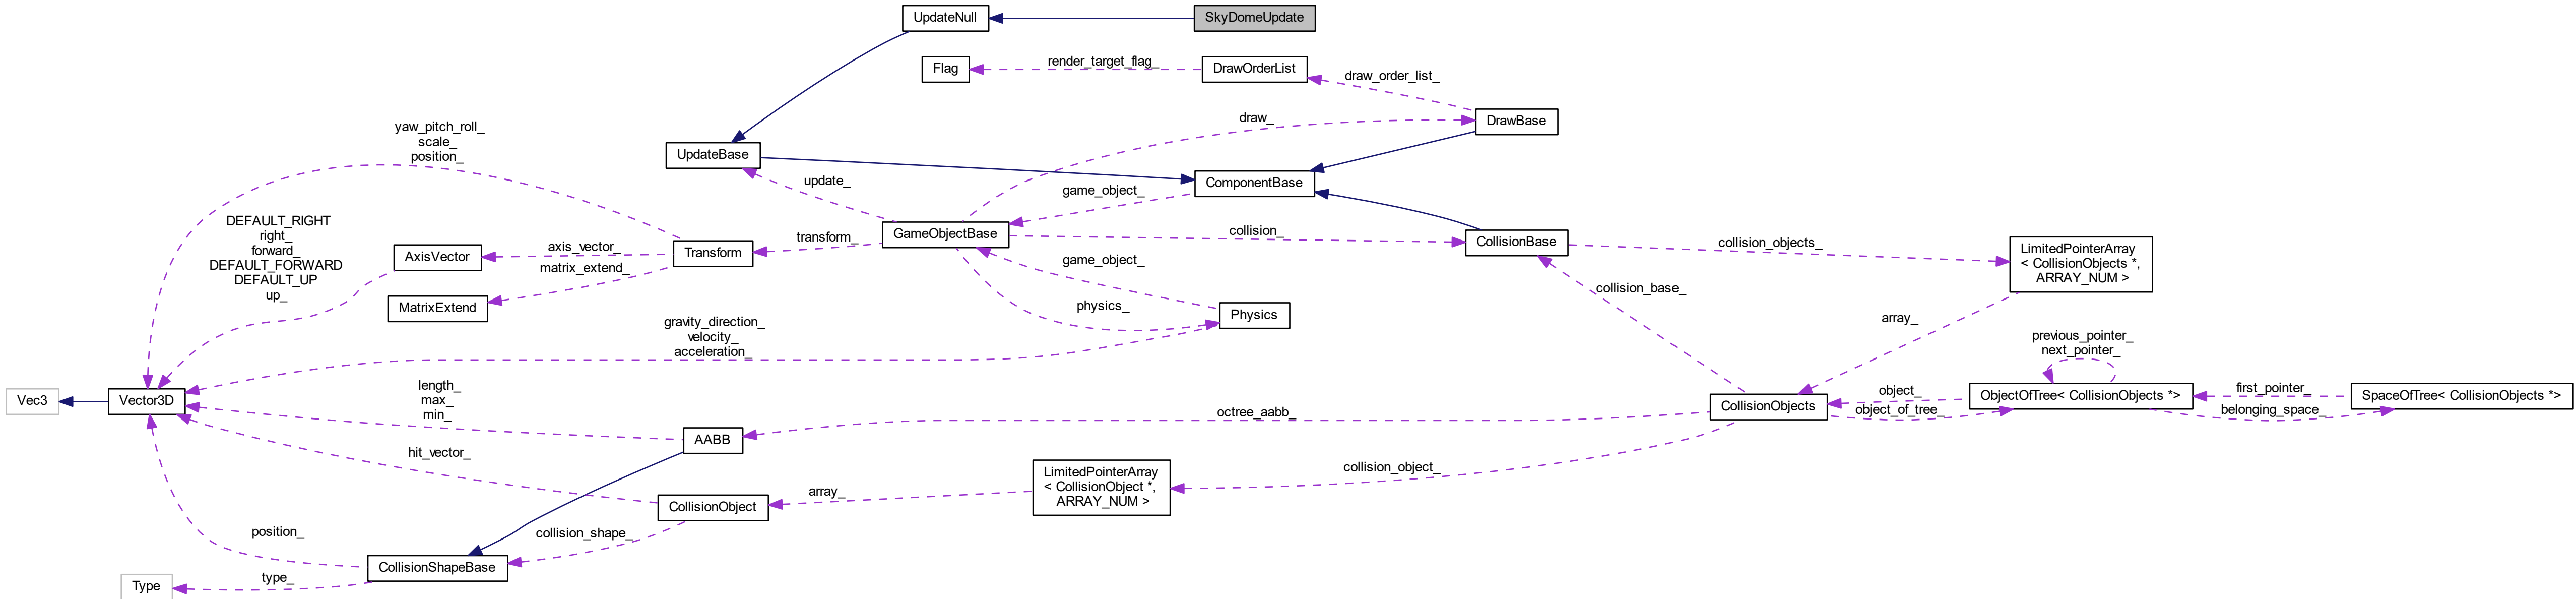 UpdateNull
SkyDomeUpdate
Flag
render_target_flag_
DrawOrderList
draw_order_list_
DrawBase
draw_
yaw_pitch_roll_
scale_
position_
UpdateBase
update_
ComponentBase
game_object_
DEFAULT_RIGHT
right_
forward_
DEFAULT_FORWARD
DEFAULT_UP
up_
AxisVector
axis_vector_
matrix_extend_
MatrixExtend
Transform
transform_
GameObjectBase
collision_
CollisionBase
collision_objects_
LimitedPointerArray
< CollisionObjects *,
ARRAY_NUM >
game_object_
physics_
Physics
collision_base_
array_
gravity_direction_
velocity_
acceleration_
previous_pointer_
next_pointer_
Vec3
Vector3D
length_
max_
min_
octree_aabb_
CollisionObjects
object_
object_of_tree_
ObjectOfTree< CollisionObjects *>
first_pointer_
belonging_space_
SpaceOfTree< CollisionObjects *>
AABB
hit_vector_
CollisionObject
array_
LimitedPointerArray
< CollisionObject *,
ARRAY_NUM >
collision_object_
position_
collision_shape_
CollisionShapeBase
type_
Type